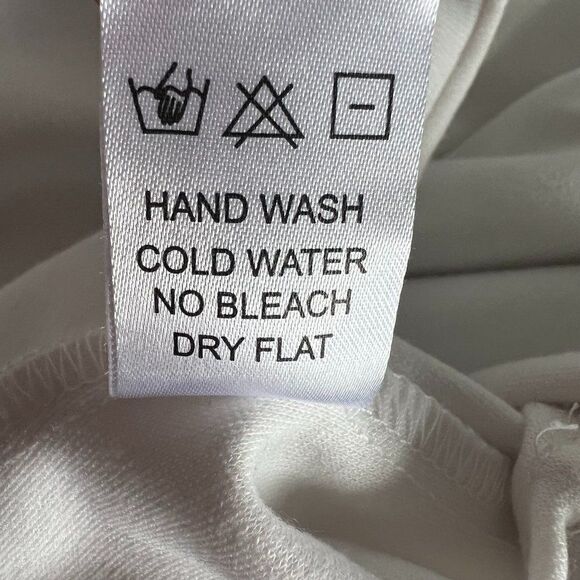 HAND WASH
COLD WATER
NO BLEACH
DRY FLAT